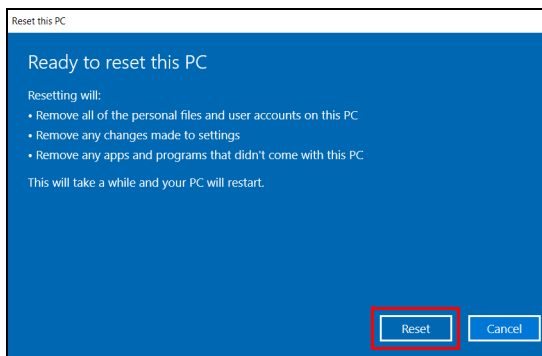 Reset this PC
Ready to reset this PC
Resetting will:
• Remove all of the personal files and user accounts on this PC
• Remove any changes made to settings
• Remove any apps and programs that didn't come with this PC
This will take a while and your PC will restart.
Reset Cancel